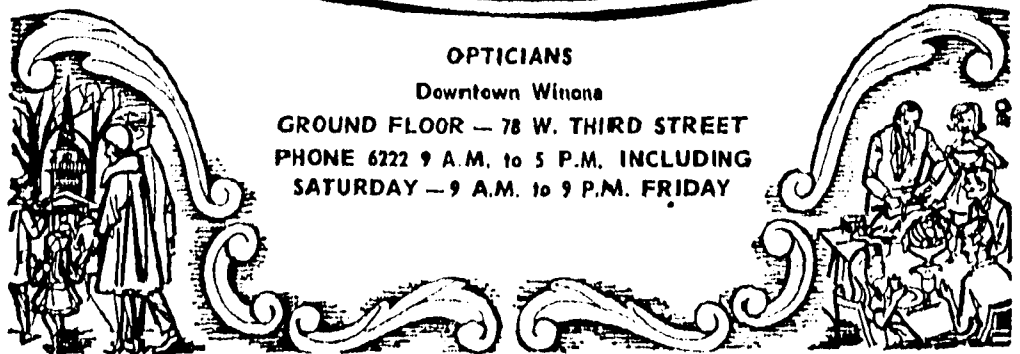 OPTICIANS
Downtown Winona
GROUND FLOOR — 78 W. THIRD STREET
PHONE 6222 9 A.M. to 5 P.M. INCLUDING
SATURDAY — 9 A.M. to 9 P.M. FRIDAY